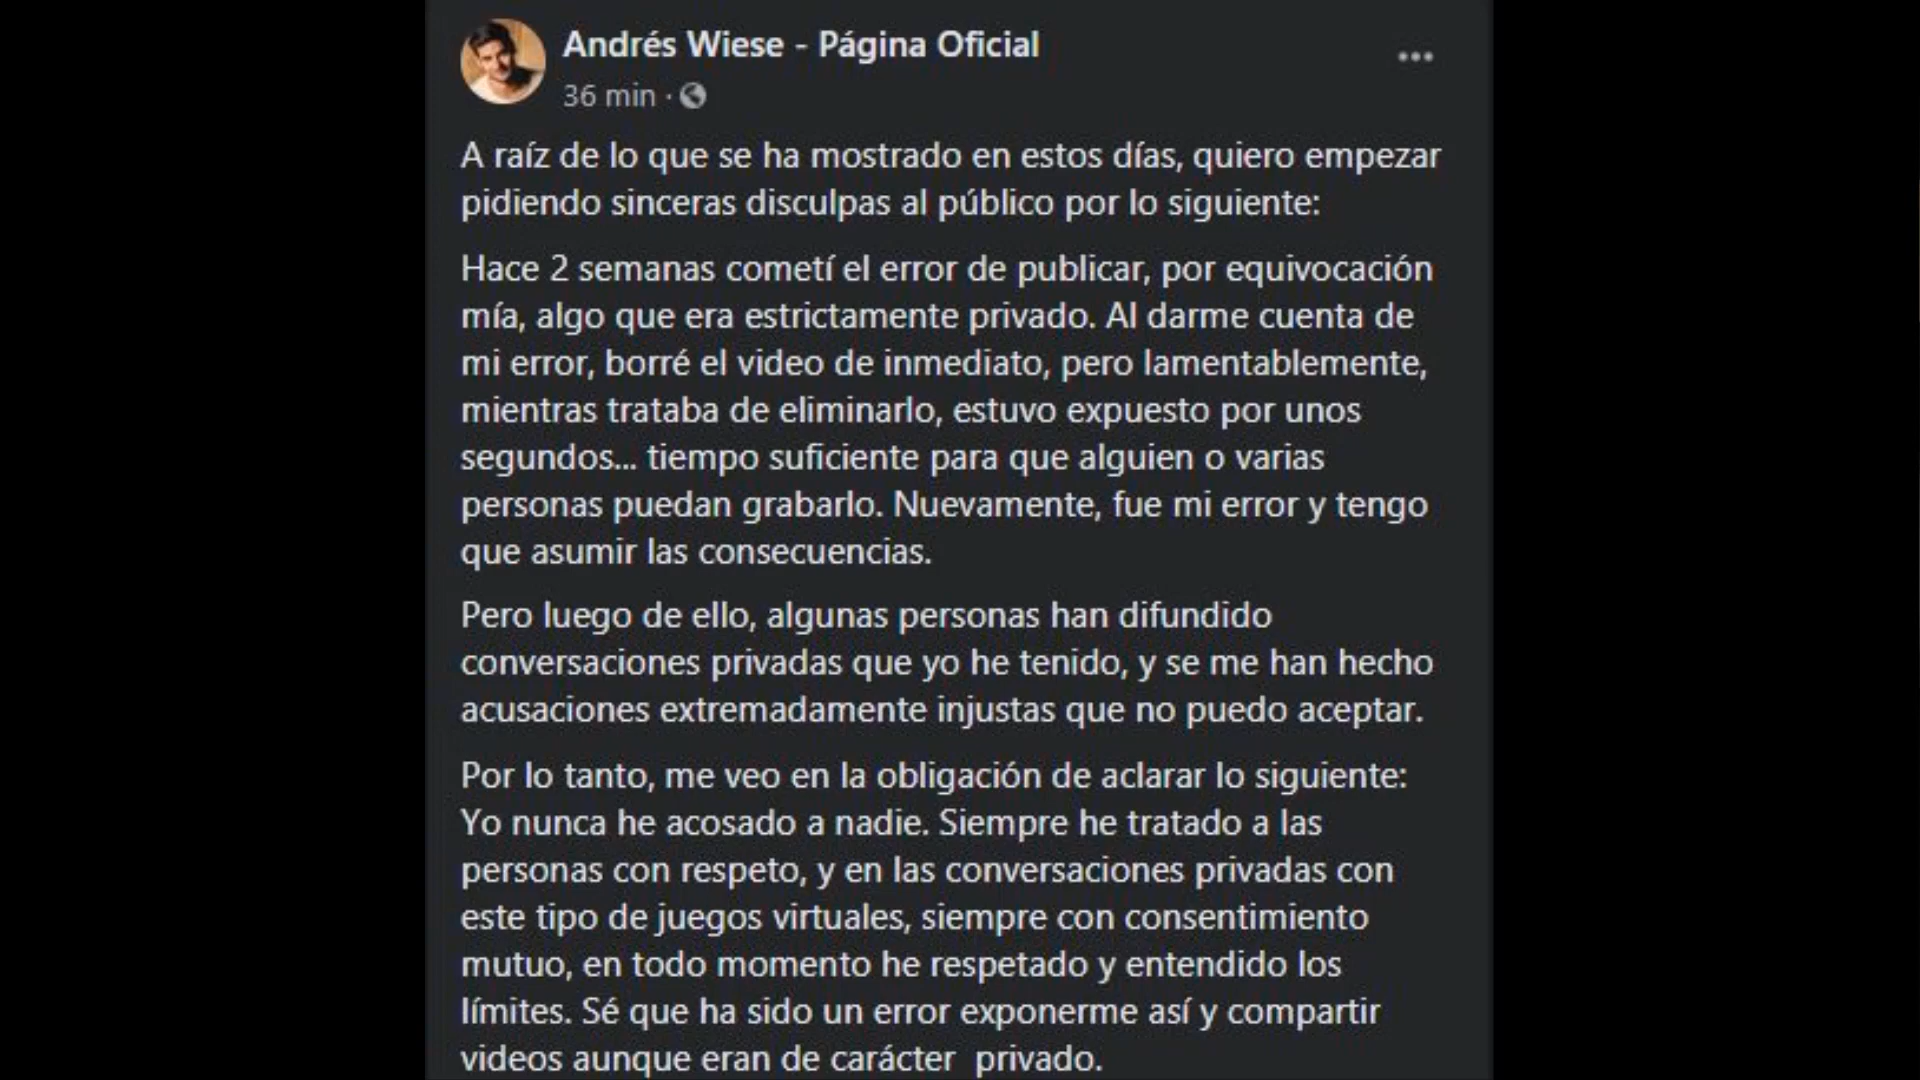 Andrés Wiese - Página Oficial
36 min ·
A raíz de lo que se ha mostrado en estos días, quiero empezar
pidiendo sinceras disculpas al público por lo siguiente:
Hace 2 semanas cometí el error de publicar, por equivocación
mía, algo que era estrictamente privado. Al darme cuenta de
mi error, borré el video de inmediato, pero lamentablemente,
mientras trataba de eliminarlo, estuvo expuesto por unos
segundos... tiempo suficiente para que alguien o varias
personas puedan grabarlo. Nuevamente, fue mi error y tengo
que asumir las consecuencias.
Pero luego de ello, algunas personas han difundido
conversaciones privadas que yo he tenido, y se me han hecho
acusaciones extremadamente injustas que no puedo aceptar.
Por lo tanto, me veo en la obligación de aclarar lo siguiente:
Yo nunca he acosado a nadie. Siempre he tratado a las
personas con respeto, y en las conversaciones privadas con
este tipo de juegos virtuales, siempre con consentimiento
mutuo, en todo momento he respetado y entendido los
límites. Sé que ha sido un error exponerme así y compartir
videos aunque eran de carácter  privado.